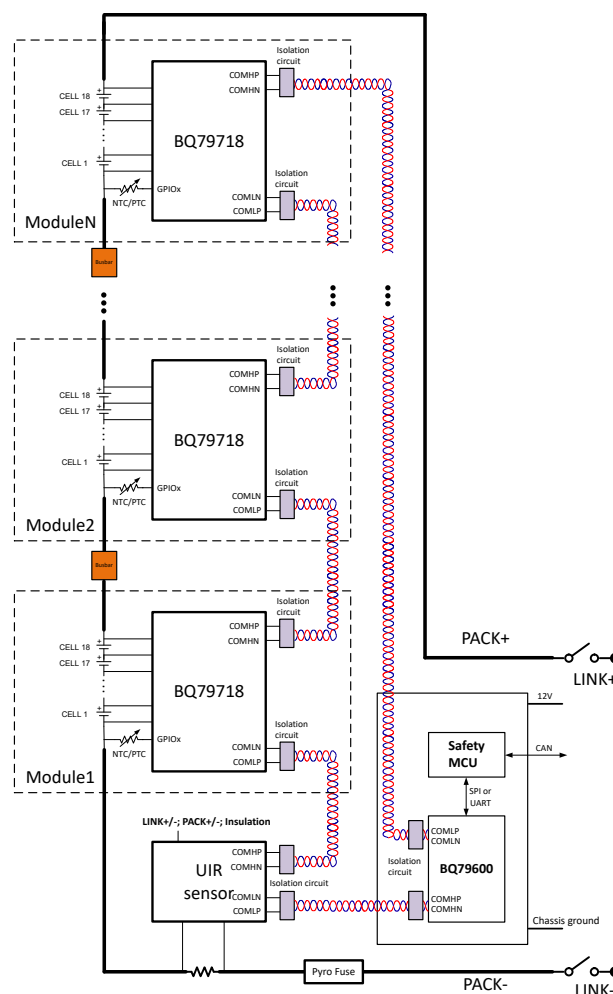 Isolation
circuit
COMHP
COMHN
CELL 18
CELL 17
BQ79718
CELL 1
Isolation
circuit
GPIOx
COMLN
COMLP
NTC/PTC
ModuleN
Busbar
Isolation
circuit
COMHP
COMHN
CELL 18
CELL 17
BQ79718
CELL 1
Isolation
circuit
GPIOx
COMLN
COMLP
NTC/PTC
Module2
Busbar
Isolation
circuit
COMHP
COMHN
CELL 18
CELL 17
BQ79718
CELL 1
Isolation
circuit
GPIOx
COMLN
COMLP
NTC/PTC
Module1
PACK+
LINK+
12V
Safety
MCU
CAN
SPI or
UART
LINK+/-; PACK+/-; Insulation
COMHP
COMHN
UIR
sensor
COMLN
COMLP
Isolation circuit
COMLP
COMLN
Isolation
circuit
BQ79600
COMHP
COMHN
Chassis ground
Pyro Fuse
PACK-
LINK-